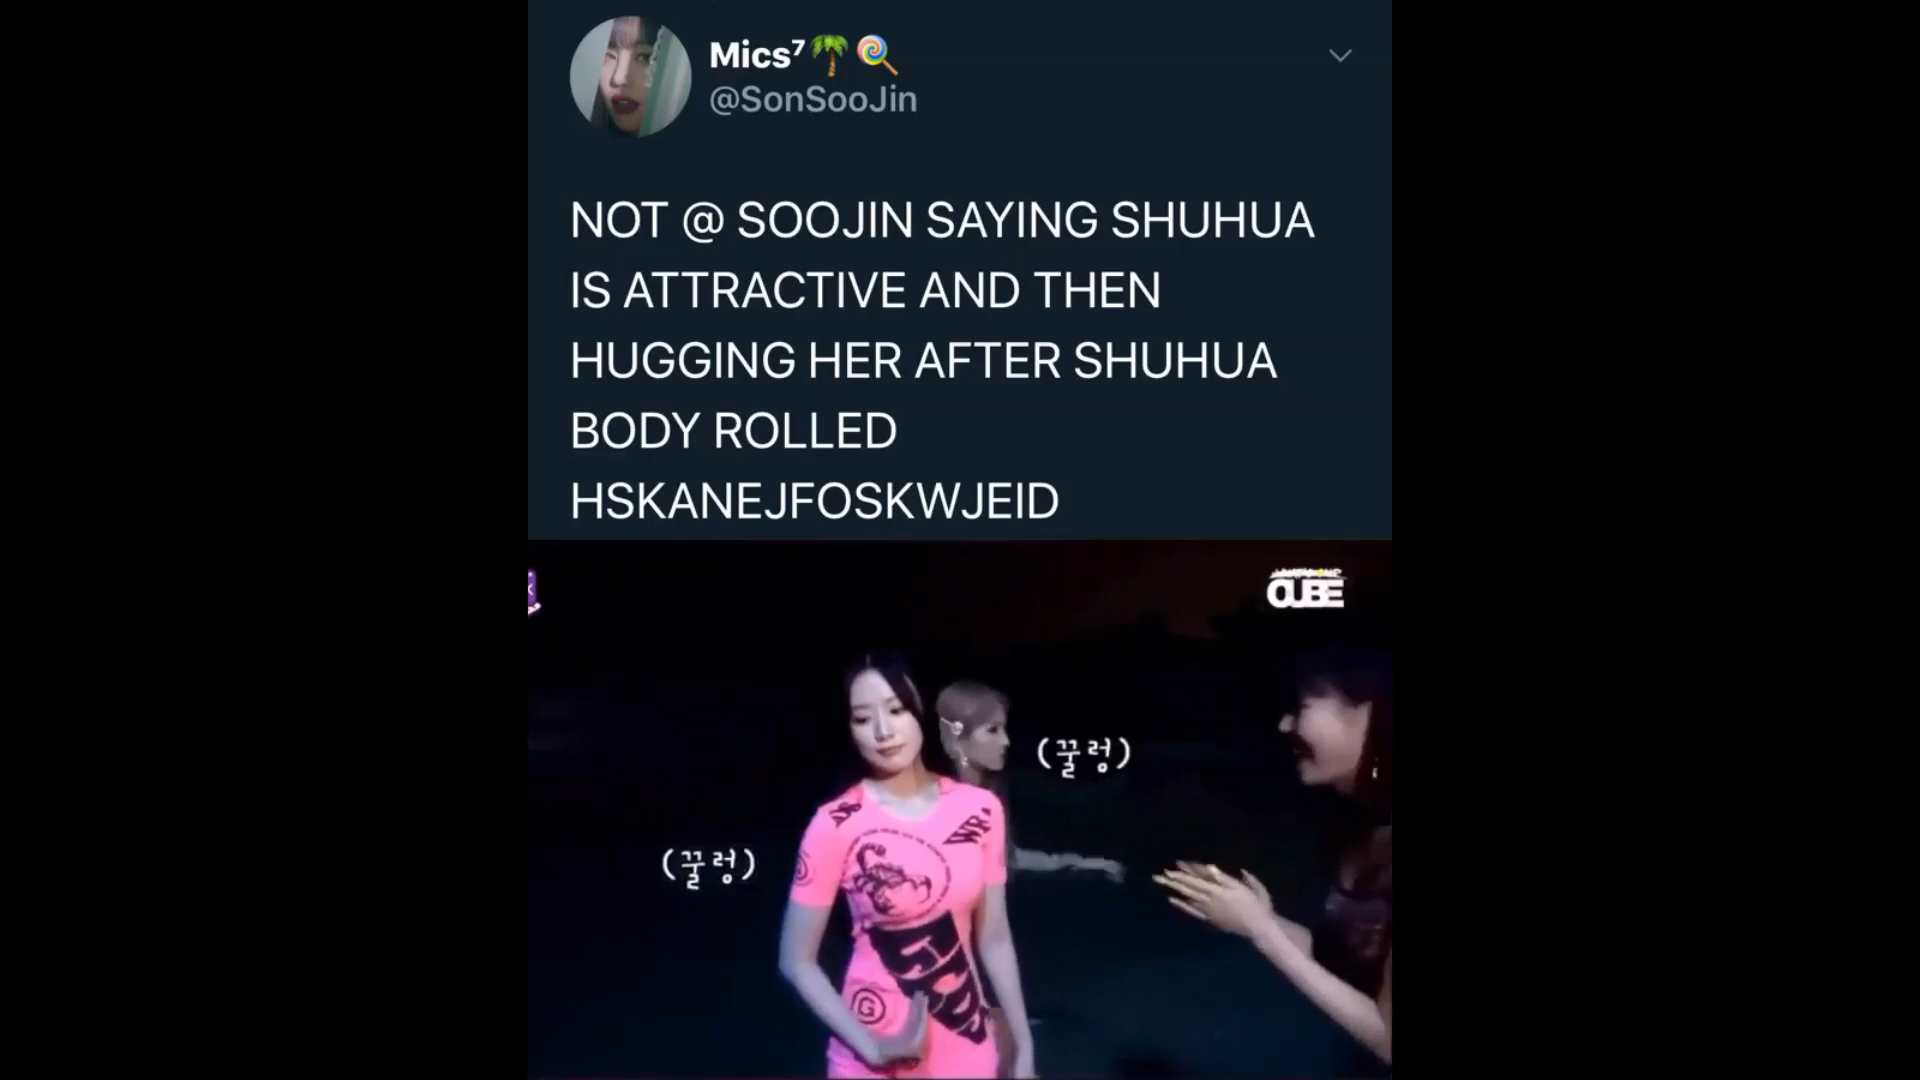 Mics⁷🌴🍭
@SonSooJin
NOT @ SOOJIN SAYING SHUHUA
IS ATTRACTIVE AND THEN
HUGGING HER AFTER SHUHUA
BODY ROLLED
HSKANEJFOSKWJEID
CUBE
(꿀렁)
(꿀렁)
WR
G